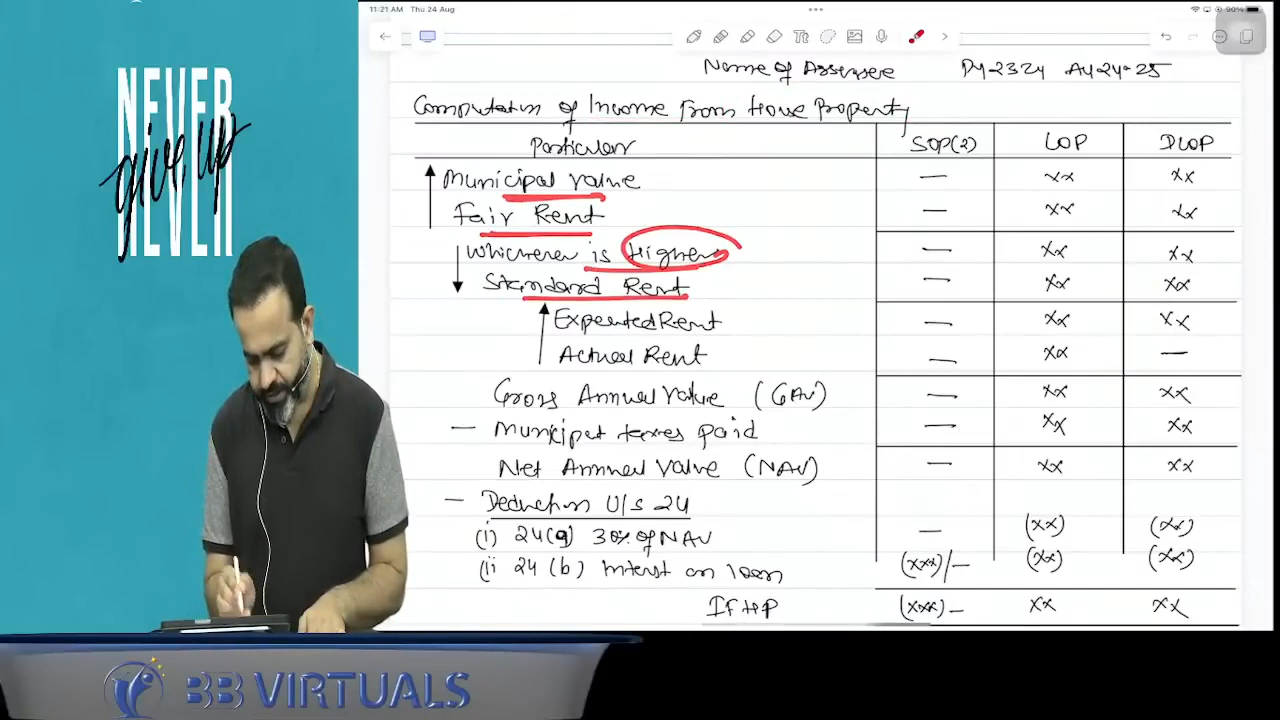 11:21 AM Thu 24 Aug
90%
NEVER
give up
NEVER
Name of Assessee PY 2324 AY 24-25
Computation of Income from House Property
Particular SOP(2) LOP DLOP
Municipal Value — xx xx
Fair Rent — xx xx
Whichever is Higher — xx xx
Standard Rent — xx xx
Expected Rent — xx xx
Actual Rent — xx —
Gross Annual Value (GAV) — xx xx
— Municipal taxes paid — xx xx
Net Annual Value (NAV) — xx xx
— Deduction U/s 24
(i) 24(a) 30% of NAV — (xx) (xx)
(ii 24 (b) Interest on loan (xxx)/— (xx) (xx)
IFHP (xxx)— xx xx
BB VIRTUALS